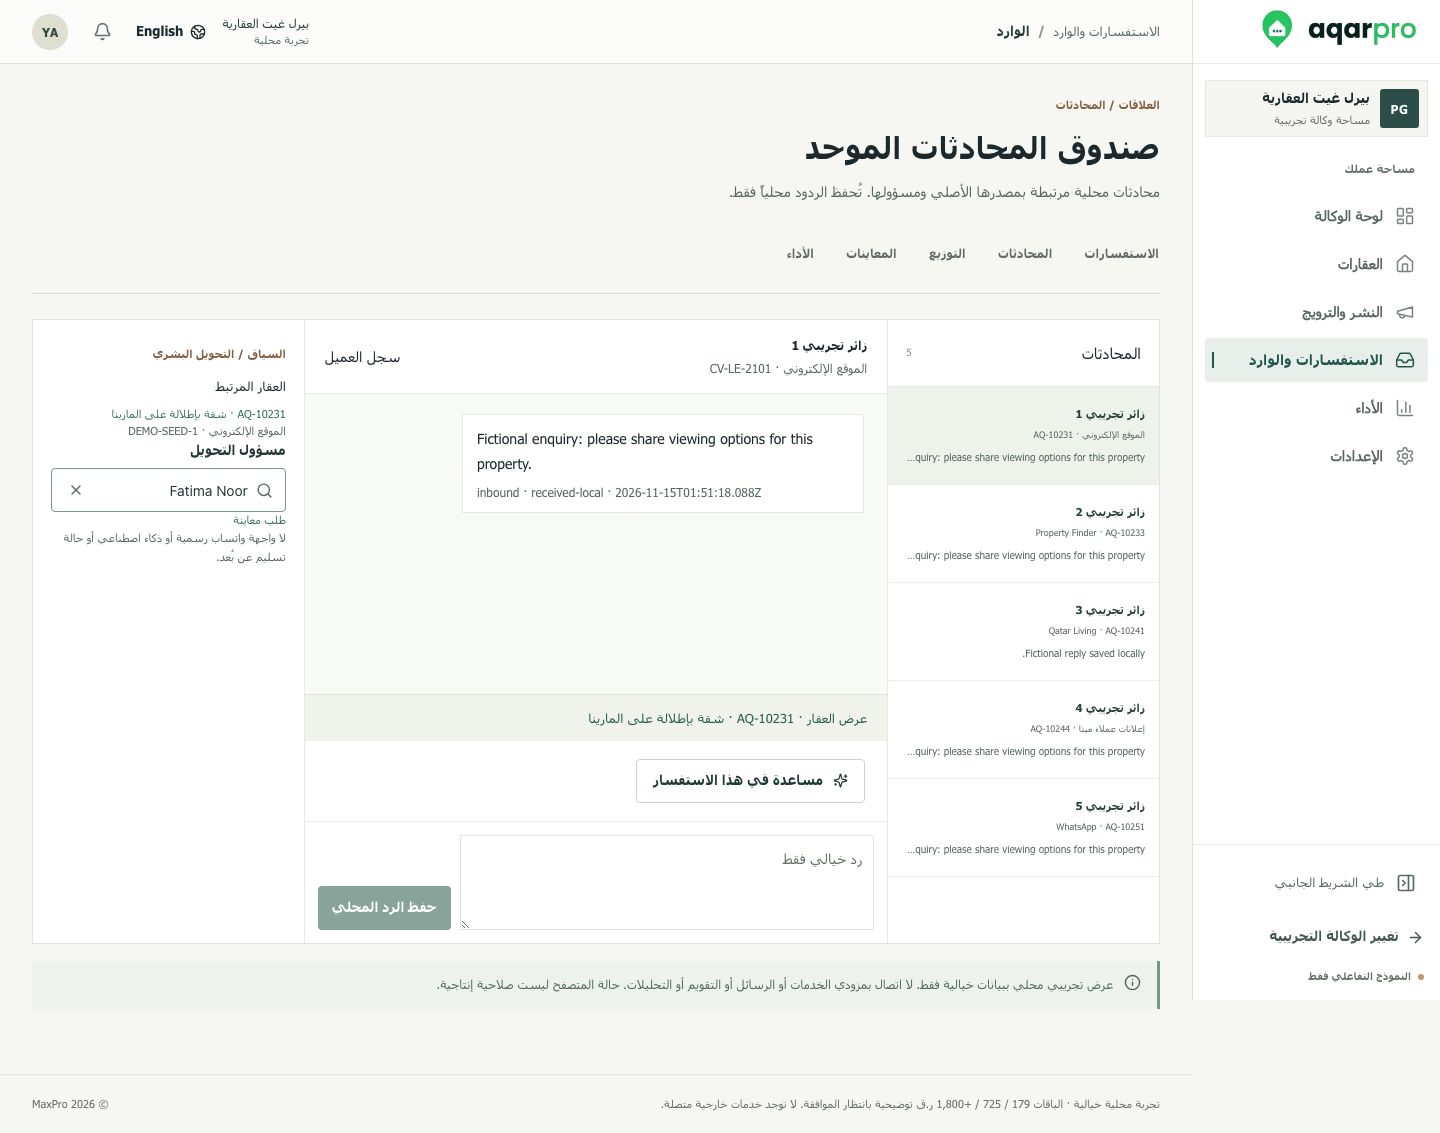 aqarpro
PG
بيرل غيت العقارية
مساحة وكالة تجريبية
مساحة عملك
لوحة الوكالة
العقارات
النشر والترويج
الاستفسارات والوارد
الأداء
الإعدادات
طي الشريط الجانبي
تغيير الوكالة التجريبية
النموذج التفاعلي فقط
الاستفسارات والوارد / الوارد
بيرل غيت العقارية
تجربة محلية
English
YA
العلاقات / المحادثات
صندوق المحادثات الموحد
محادثات محلية مرتبطة بمصدرها الأصلي ومسؤولها. تُحفظ الردود محلياً فقط.
الاستفسارات
المحادثات
التوزيع
المعاينات
الأداء
المحادثات
5
زائر تجريبي 1
الموقع الإلكتروني · AQ-10231
...quiry: please share viewing options for this property
زائر تجريبي 2
Property Finder · AQ-10233
...quiry: please share viewing options for this property
زائر تجريبي 3
Qatar Living · AQ-10241
.Fictional reply saved locally
زائر تجريبي 4
إعلانات عملاء ميتا · AQ-10244
...quiry: please share viewing options for this property
زائر تجريبي 5
WhatsApp · AQ-10251
...quiry: please share viewing options for this property
زائر تجريبي 1
الموقع الإلكتروني · CV-LE-2101
سجل العميل
Fictional enquiry: please share viewing options for this
property.
inbound · received-local · 2026-11-15T01:51:18.088Z
عرض العقار · AQ-10231 · شقة بإطلالة على المارينا
مساعدة في هذا الاستفسار
رد خيالي فقط
حفظ الرد المحلي
السياق / التحويل البشري
العقار المرتبط
AQ-10231 · شقة بإطلالة على المارينا
الموقع الإلكتروني · DEMO-SEED-1
مسؤول التحويل
Fatima Noor
طلب معاينة
لا واجهة واتساب رسمية أو ذكاء اصطناعي أو حالة
تسليم عن بُعد.
عرض تجريبي محلي ببيانات خيالية فقط. لا اتصال بمزودي الخدمات أو الرسائل أو التقويم أو التحليلات. حالة المتصفح ليست صلاحية إنتاجية.
تجربة محلية خيالية · الباقات 179 / 725 / +1,800 ر.ق توضيحية بانتظار الموافقة. لا توجد خدمات خارجية متصلة.
© 2026 MaxPro